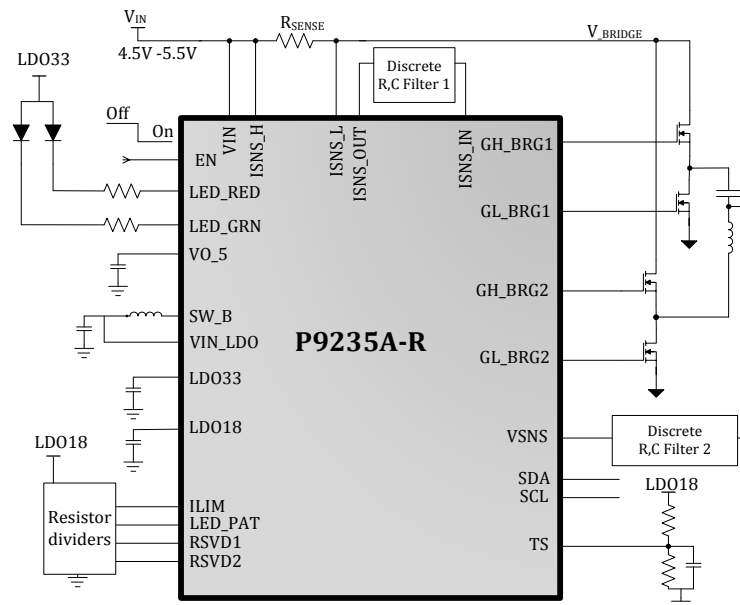 VIN
4.5V -5.5V
RSENSE
V_BRIDGE
LDO33
Discrete
R,C Filter 1
Off
On
VIN
ISNS_H
ISNS_L
ISNS_OUT
ISNS_IN
EN
GH_BRG1
LED_RED
GL_BRG1
LED_GRN
VO_5
GH_BRG2
SW_B
P9235A-R
VIN_LDO
GL_BRG2
LDO33
LDO18
VSNS
Discrete
R,C Filter 2
LDO18
SDA
SCL
LDO18
Resistor
dividers
ILIM
LED_PAT
RSVD1
RSVD2
TS